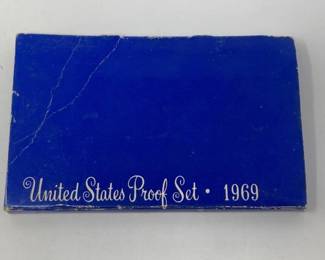 United States Proof Set • 1969